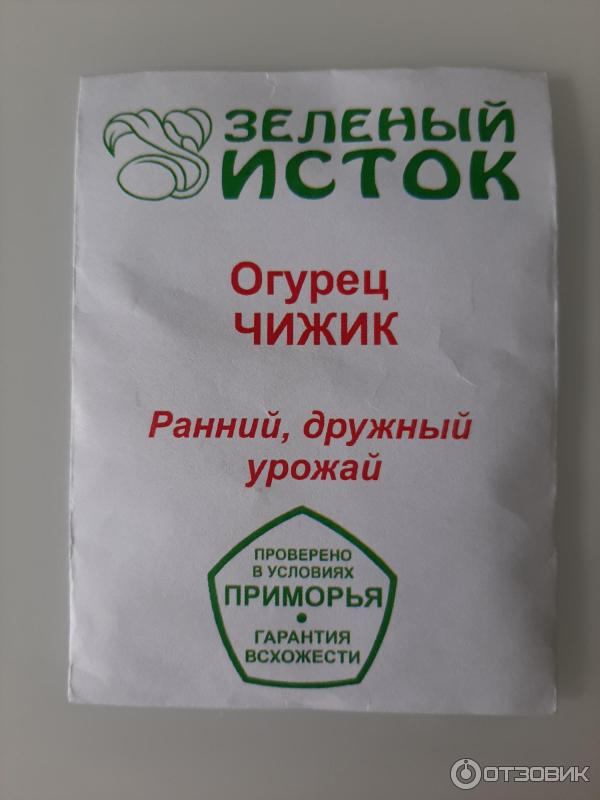 ЗЕЛЕНЫЙ
ИСТОК
Огурец
ЧИЖИК
Ранний, дружный
урожай
ПРОВЕРЕНО
В УСЛОВИЯХ
ПРИМОРЬЯ
•
ГАРАНТИЯ
ВСХОЖЕСТИ
ОТЗОВИК